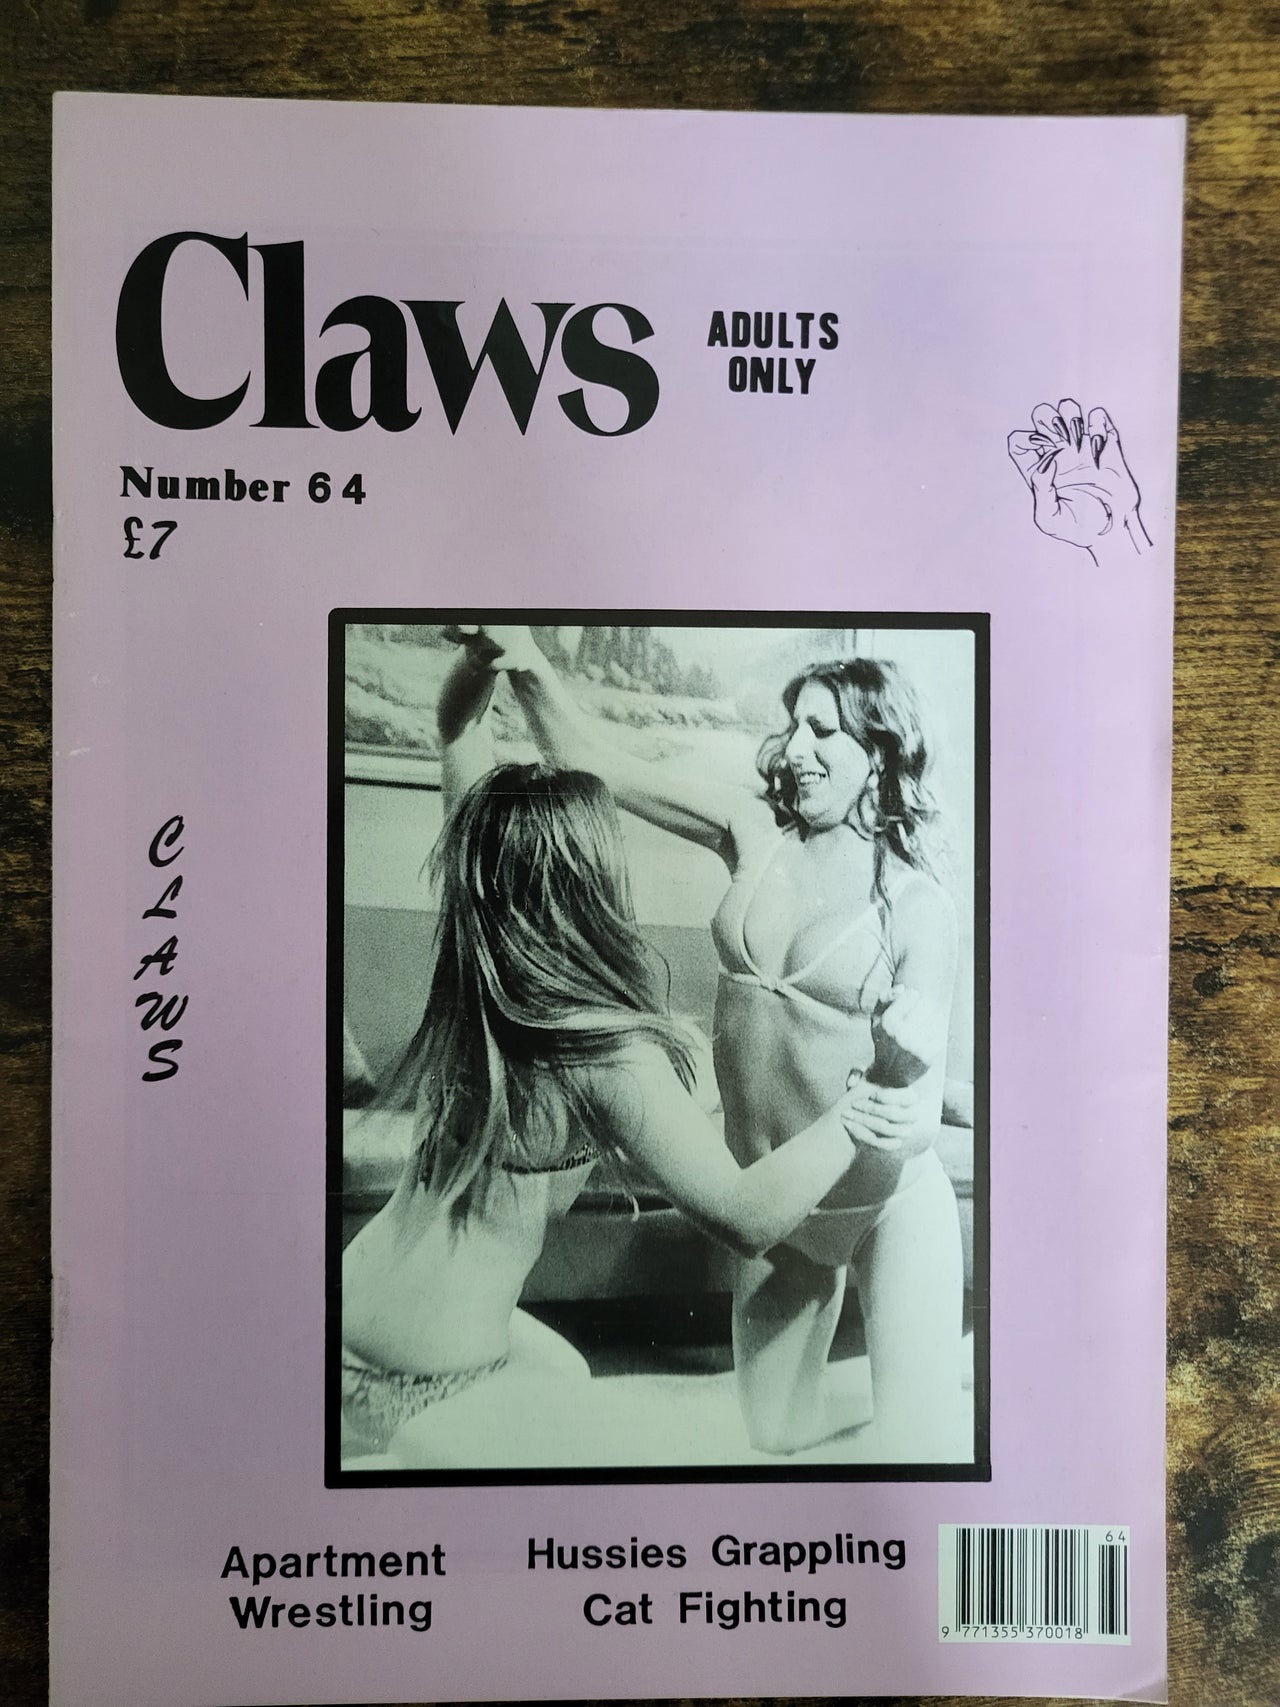 Claws
ADULTS
ONLY
Number 64
£7
C
L
A
W
S
Apartment
Wrestling
Hussies Grappling
Cat Fighting
64
9 771355 370018